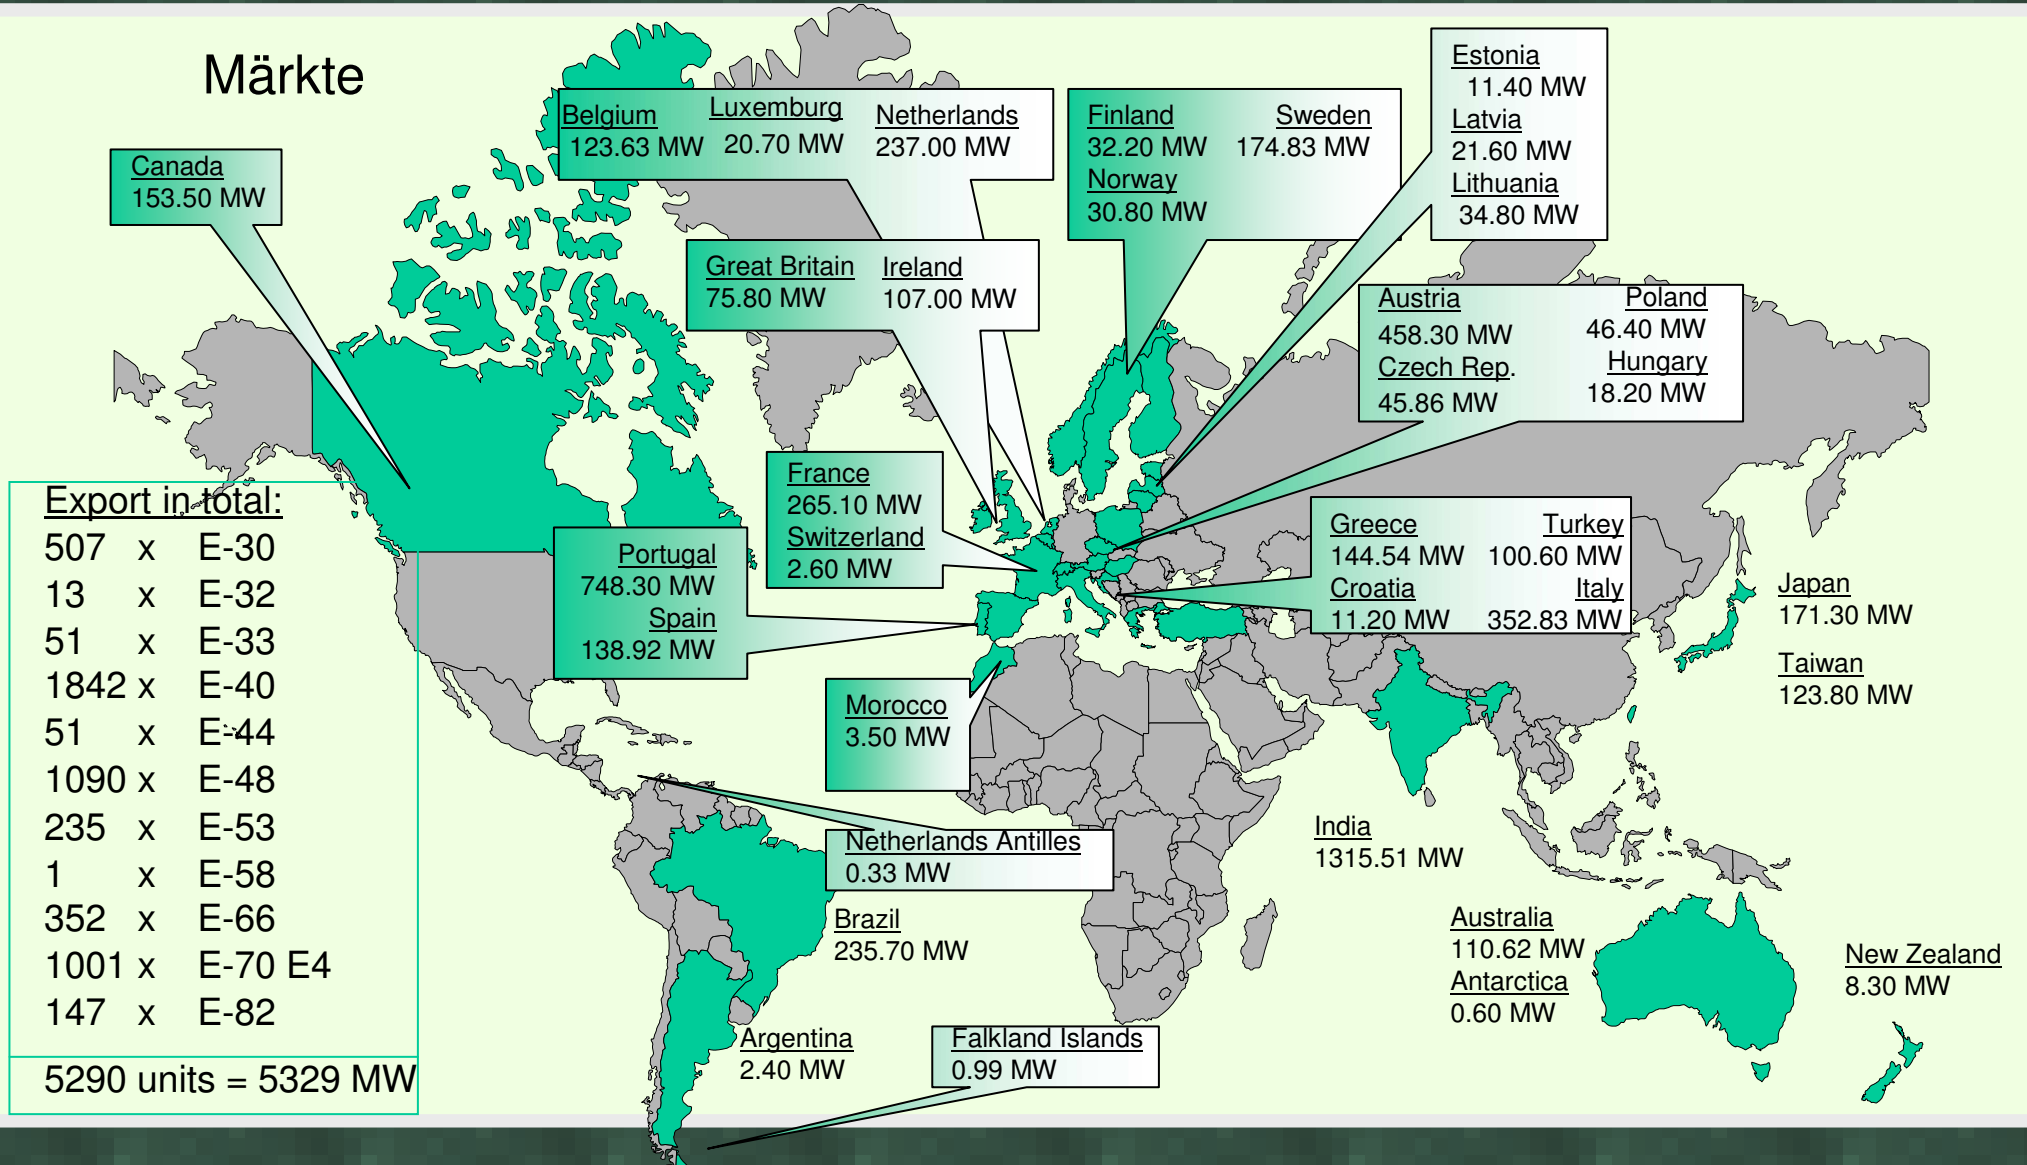 Märkte
Canada
153.50 MW
Belgium Luxemburg Netherlands
123.63 MW 20.70 MW 237.00 MW
Great Britain Ireland
75.80 MW 107.00 MW
Finland Sweden
32.20 MW 174.83 MW
Norway
30.80 MW
Estonia
11.40 MW
Latvia
21.60 MW
Lithuania
34.80 MW
Austria Poland
458.30 MW 46.40 MW
Czech Rep. Hungary
45.86 MW 18.20 MW
France
265.10 MW
Switzerland
2.60 MW
Portugal
748.30 MW
Spain
138.92 MW
Greece Turkey
144.54 MW 100.60 MW
Croatia Italy
11.20 MW 352.83 MW
Japan
171.30 MW
Taiwan
123.80 MW
Morocco
3.50 MW
Netherlands Antilles
0.33 MW
India
1315.51 MW
Brazil
235.70 MW
Australia
110.62 MW
Antarctica
0.60 MW
New Zealand
8.30 MW
Argentina
2.40 MW
Falkland Islands
0.99 MW
Export in total:
507 x E-30
13 x E-32
51 x E-33
1842 x E-40
51 x E-44
1090 x E-48
235 x E-53
1 x E-58
352 x E-66
1001 x E-70 E4
147 x E-82
5290 units = 5329 MW